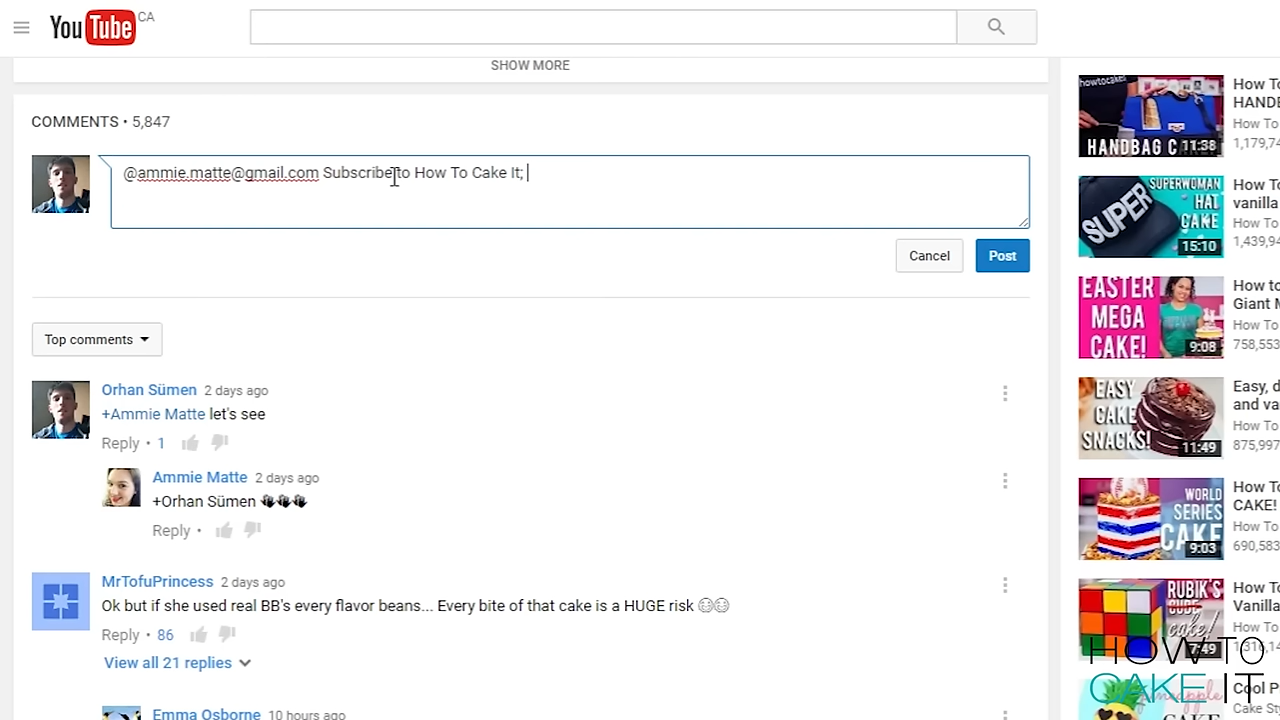 YouTube CA
SHOW MORE
COMMENTS • 5,847
@ammie.matte@gmail.com Subscribe to How To Cake It;
Cancel
Post
Top comments
Orhan Sümen 2 days ago
+Ammie Matte let's see
Reply • 1
Ammie Matte 2 days ago
+Orhan Sümen
Reply •
MrTofuPrincess 2 days ago
Ok but if she used real BB's every flavor beans... Every bite of that cake is a HUGE risk
Reply • 86
View all 21 replies
Emma Osborne 10 hours ago
howtocakeit
HANDBAG C
11:38
How To
HANDB
How To
1,179,74
SUPERWOMAN
HAT
CAKE
SUPER
15:10
How To
vanilla
How To
1,439,94
EASTER
MEGA
CAKE!
9:08
How to
Giant M
How To
758,553
EASY
CAKE
SNACKS!
11:49
Easy, d
and va
How To
875,997
WORLD
SERIES
CAKE
9:03
How To
CAKE!
How To
690,583
RUBIK'S
CUBE
cake!
7:49
How To
Vanilla
How To
HOW TO
CAKE IT
Cool P
Cake Sty